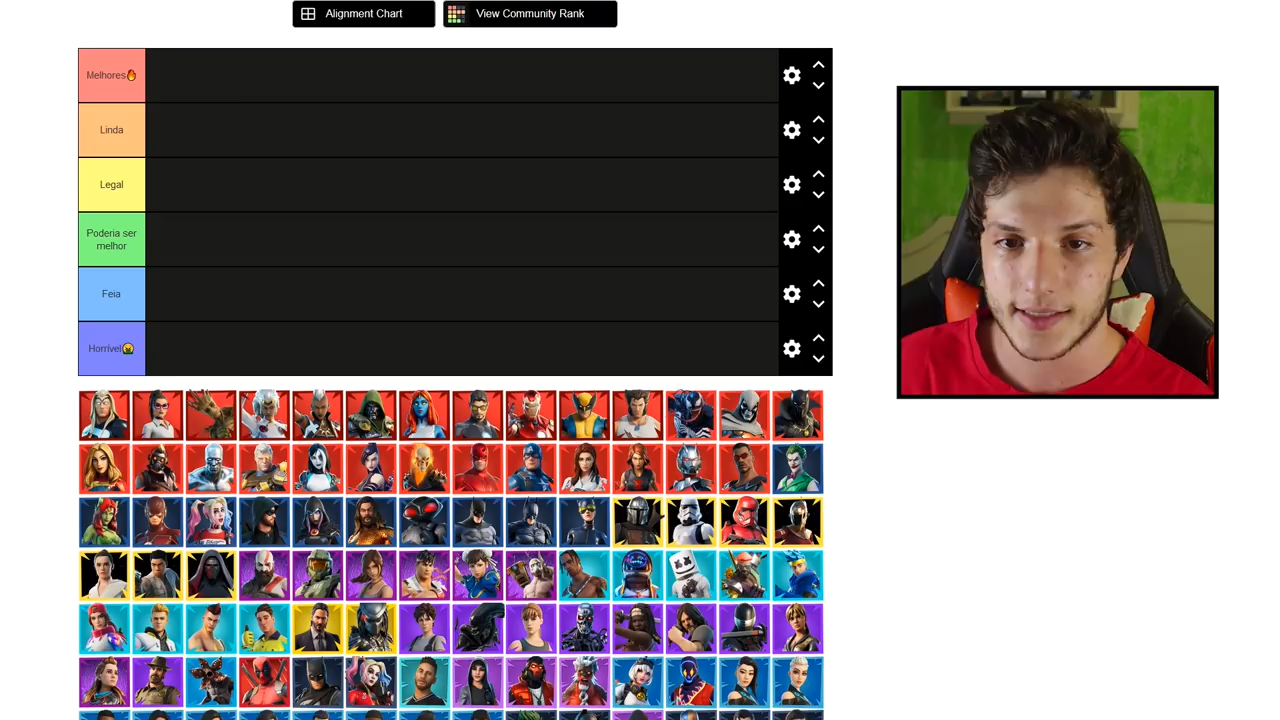 Alignment Chart
View Community Rank
Melhores🔥
Linda
Legal
Poderia ser
melhor
Feia
Horrível🤮